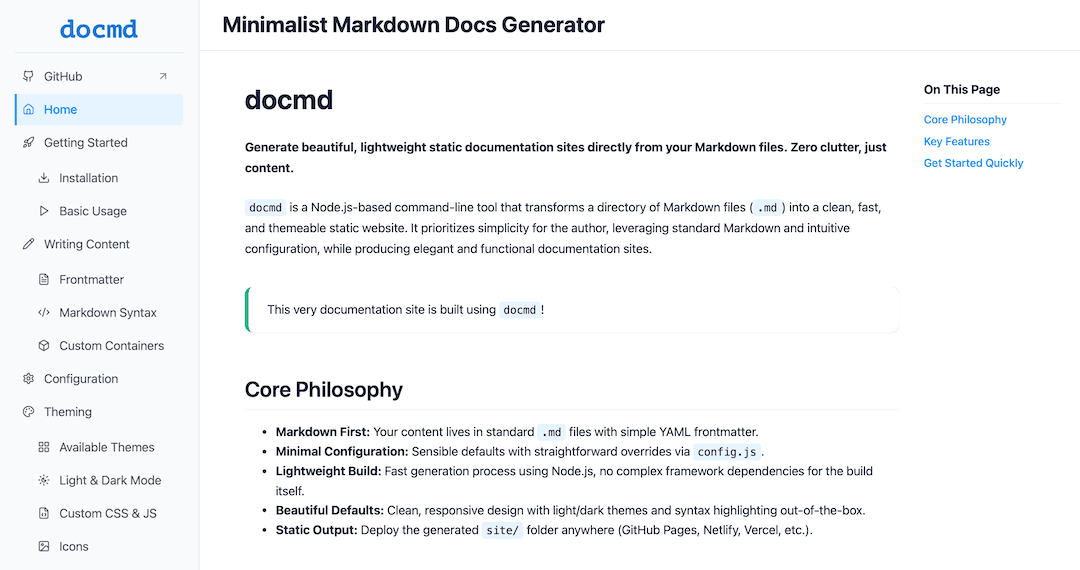 docmd
GitHub
Home
Getting Started
Installation
Basic Usage
Writing Content
Frontmatter
Markdown Syntax
Custom Containers
Configuration
Theming
Available Themes
Light & Dark Mode
Custom CSS & JS
Icons
Minimalist Markdown Docs Generator
docmd
Generate beautiful, lightweight static documentation sites directly from your Markdown files. Zero clutter, just
content.
docmd is a Node.js-based command-line tool that transforms a directory of Markdown files ( .md ) into a clean, fast,
and themeable static website. It prioritizes simplicity for the author, leveraging standard Markdown and intuitive
configuration, while producing elegant and functional documentation sites.
This very documentation site is built using docmd !
Core Philosophy
• Markdown First: Your content lives in standard .md files with simple YAML frontmatter.
• Minimal Configuration: Sensible defaults with straightforward overrides via config.js .
• Lightweight Build: Fast generation process using Node.js, no complex framework dependencies for the build
itself.
• Beautiful Defaults: Clean, responsive design with light/dark themes and syntax highlighting out-of-the-box.
• Static Output: Deploy the generated site/ folder anywhere (GitHub Pages, Netlify, Vercel, etc.).
On This Page
Core Philosophy
Key Features
Get Started Quickly